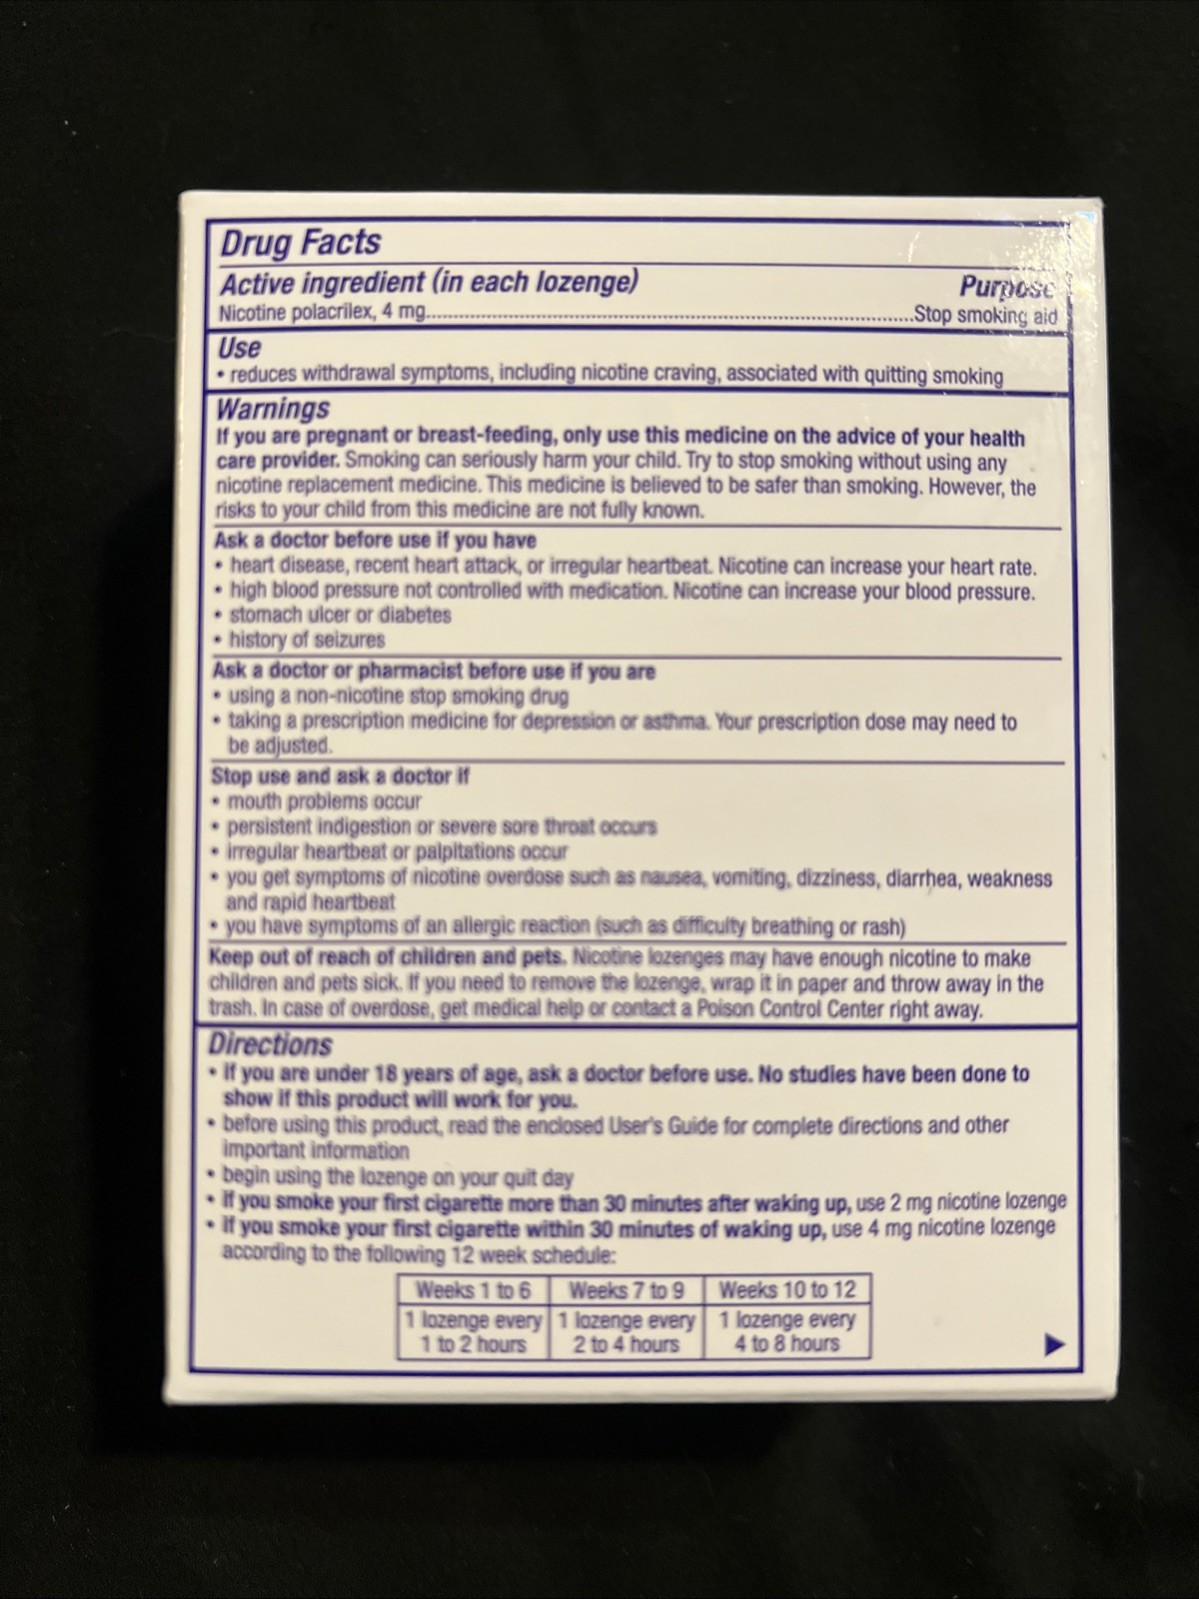 Drug Facts
Active ingredient (in each lozenge) Purpose
Nicotine polacrilex, 4 mg..........................................................................................Stop smoking aid
Use
• reduces withdrawal symptoms, including nicotine craving, associated with quitting smoking
Warnings
If you are pregnant or breast-feeding, only use this medicine on the advice of your health
care provider. Smoking can seriously harm your child. Try to stop smoking without using any
nicotine replacement medicine. This medicine is believed to be safer than smoking. However, the
risks to your child from this medicine are not fully known.
Ask a doctor before use if you have
• heart disease, recent heart attack, or irregular heartbeat. Nicotine can increase your heart rate.
• high blood pressure not controlled with medication. Nicotine can increase your blood pressure.
• stomach ulcer or diabetes
• history of seizures
Ask a doctor or pharmacist before use if you are
• using a non-nicotine stop smoking drug
• taking a prescription medicine for depression or asthma. Your prescription dose may need to
be adjusted.
Stop use and ask a doctor if
• mouth problems occur
• persistent indigestion or severe sore throat occurs
• irregular heartbeat or palpitations occur
• you get symptoms of nicotine overdose such as nausea, vomiting, dizziness, diarrhea, weakness
and rapid heartbeat
• you have symptoms of an allergic reaction (such as difficulty breathing or rash)
Keep out of reach of children and pets. Nicotine lozenges may have enough nicotine to make
children and pets sick. If you need to remove the lozenge, wrap it in paper and throw away in the
trash. In case of overdose, get medical help or contact a Poison Control Center right away.
Directions
• if you are under 18 years of age, ask a doctor before use. No studies have been done to
show if this product will work for you.
• before using this product, read the enclosed User's Guide for complete directions and other
important information
• begin using the lozenge on your quit day
• if you smoke your first cigarette more than 30 minutes after waking up, use 2 mg nicotine lozenge
• if you smoke your first cigarette within 30 minutes of waking up, use 4 mg nicotine lozenge
according to the following 12 week schedule:
Weeks 1 to 6 Weeks 7 to 9 Weeks 10 to 12
1 lozenge every 1 lozenge every 1 lozenge every
1 to 2 hours 2 to 4 hours 4 to 8 hours